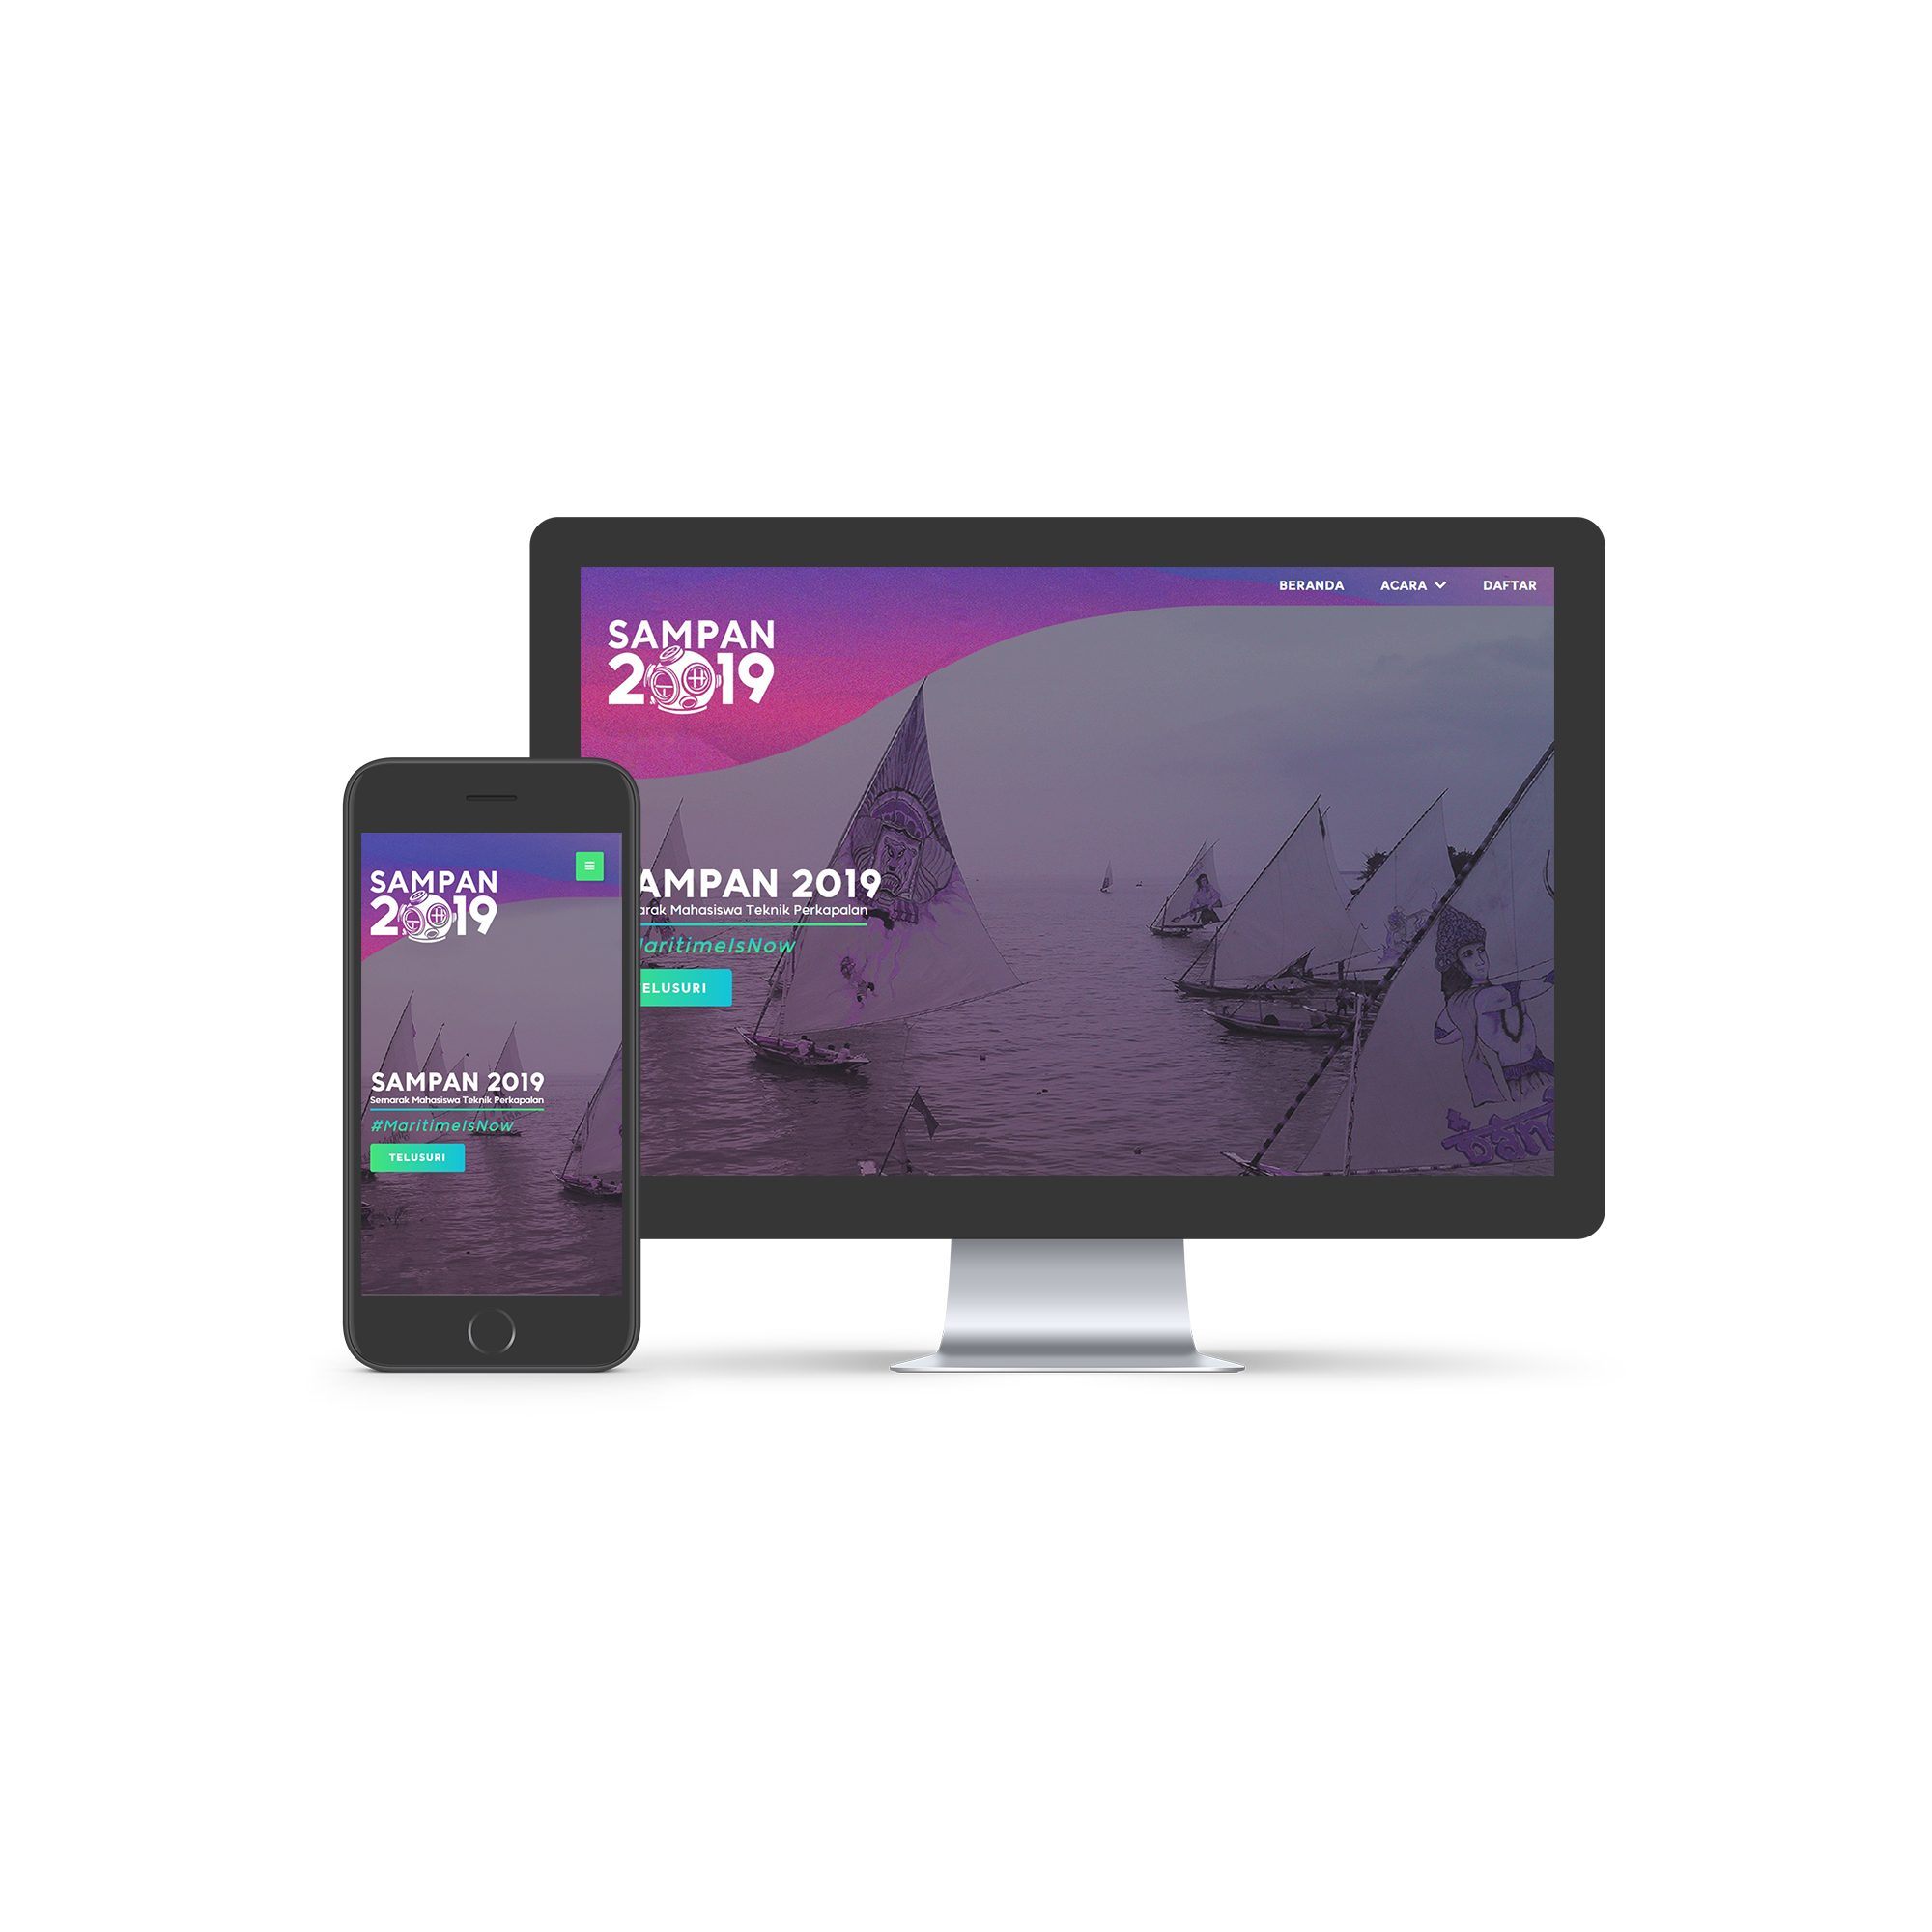 BERANDA ACARA DAFTAR
SAMPAN
2019
AMPAN 2019
arak Mahasiswa Teknik Perkapalan
aritimeIsNow
ELUSURI
SAMPAN
2019
SAMPAN 2019
Semarak Mahasiswa Teknik Perkapalan
#MaritimeIsNow
TELUSURI